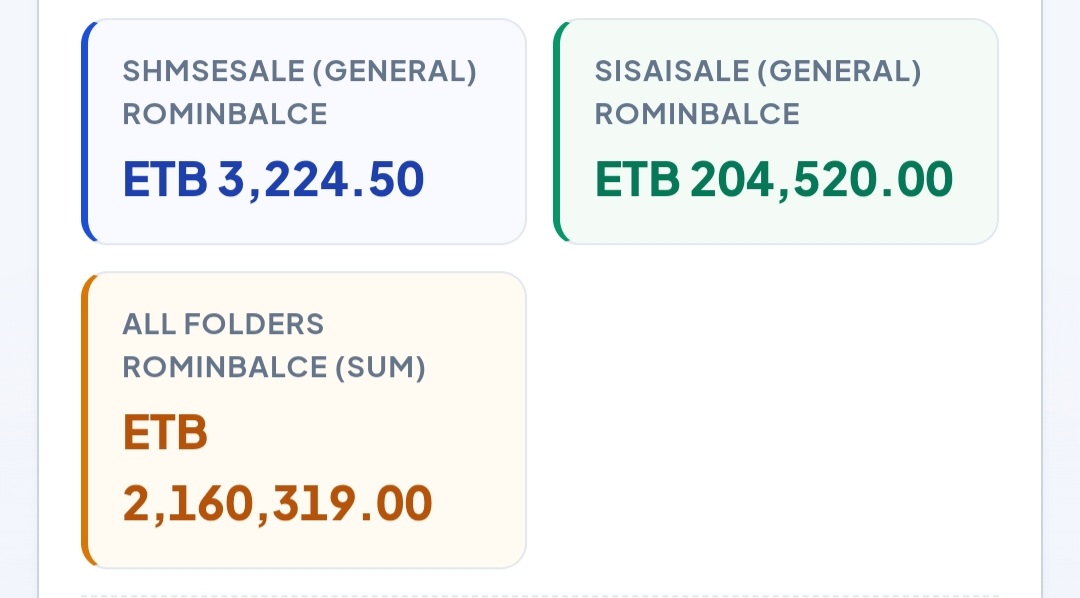 SHMSESALE (GENERAL)
ROMINBALCE
ETB 3,224.50
SISAISALE (GENERAL)
ROMINBALCE
ETB 204,520.00
ALL FOLDERS
ROMINBALCE (SUM)
ETB
2,160,319.00